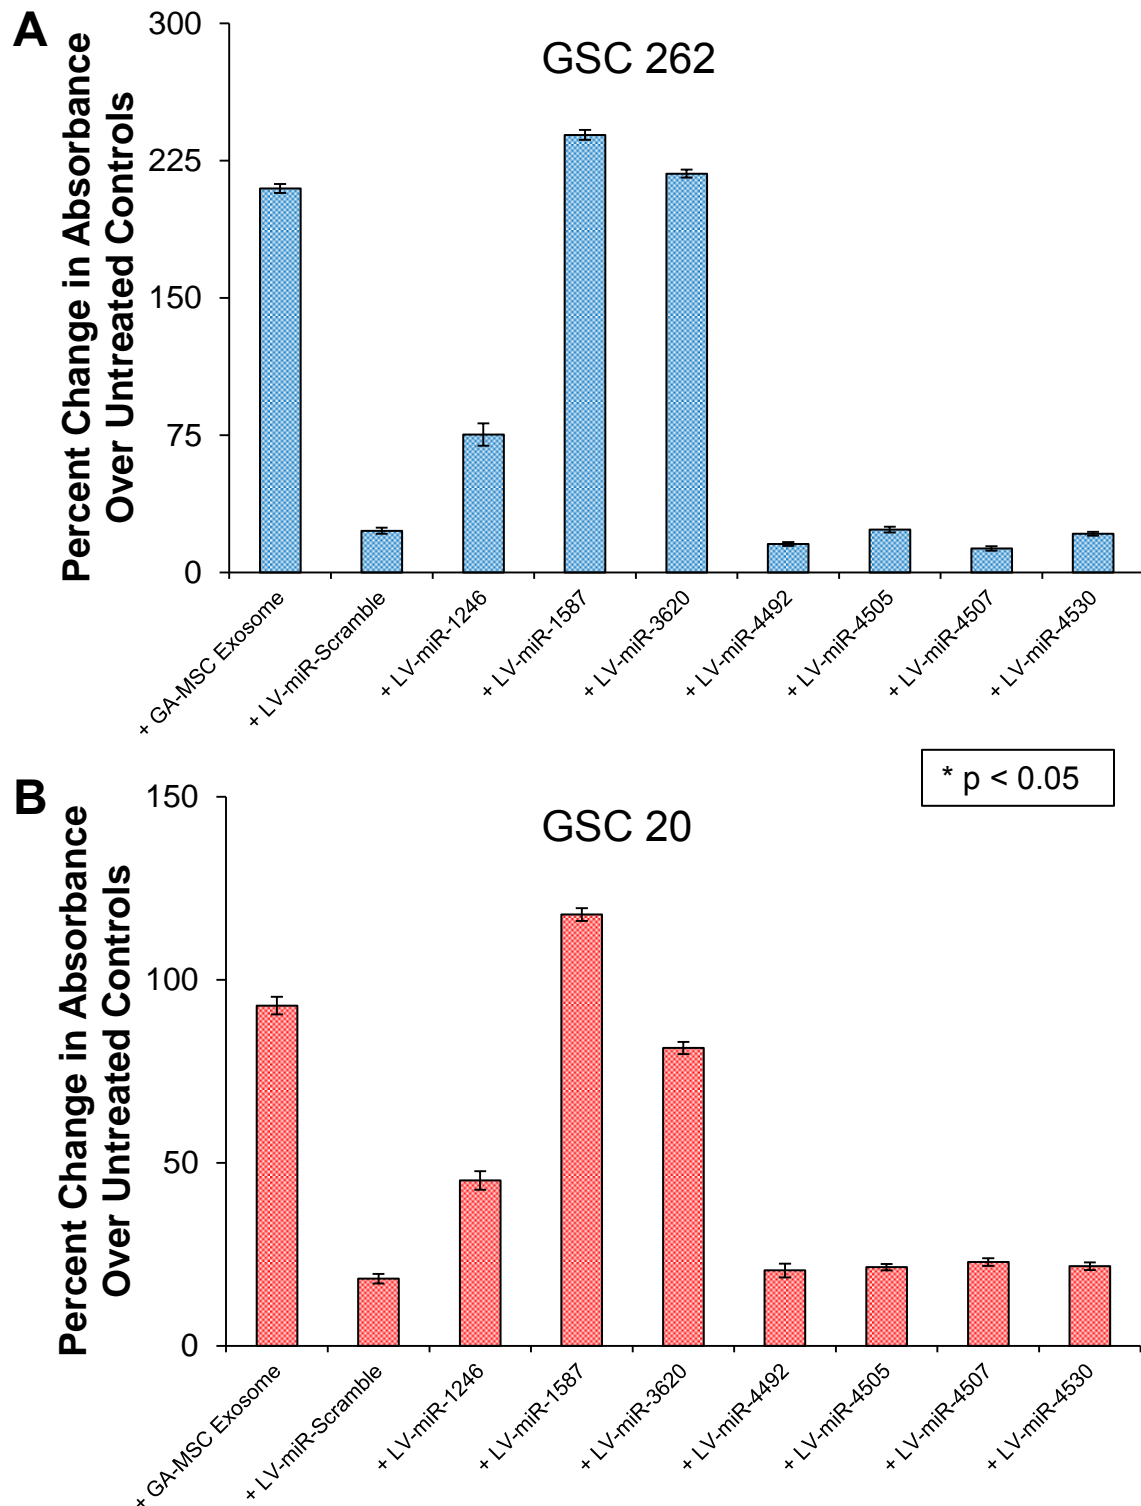 A
Percent Change in Absorbance
Over Untreated Controls
GSC 262
300
225
150
75
0
+ GA-MSC Exosome
+ LV-miR-Scramble
+ LV-miR-1246
+ LV-miR-1587
+ LV-miR-3620
+ LV-miR-4492
+ LV-miR-4505
+ LV-miR-4507
+ LV-miR-4530
* p < 0.05
B
Percent Change in Absorbance
Over Untreated Controls
GSC 20
150
100
50
0
+ GA-MSC Exosome
+ LV-miR-Scramble
+ LV-miR-1246
+ LV-miR-1587
+ LV-miR-3620
+ LV-miR-4492
+ LV-miR-4505
+ LV-miR-4507
+ LV-miR-4530